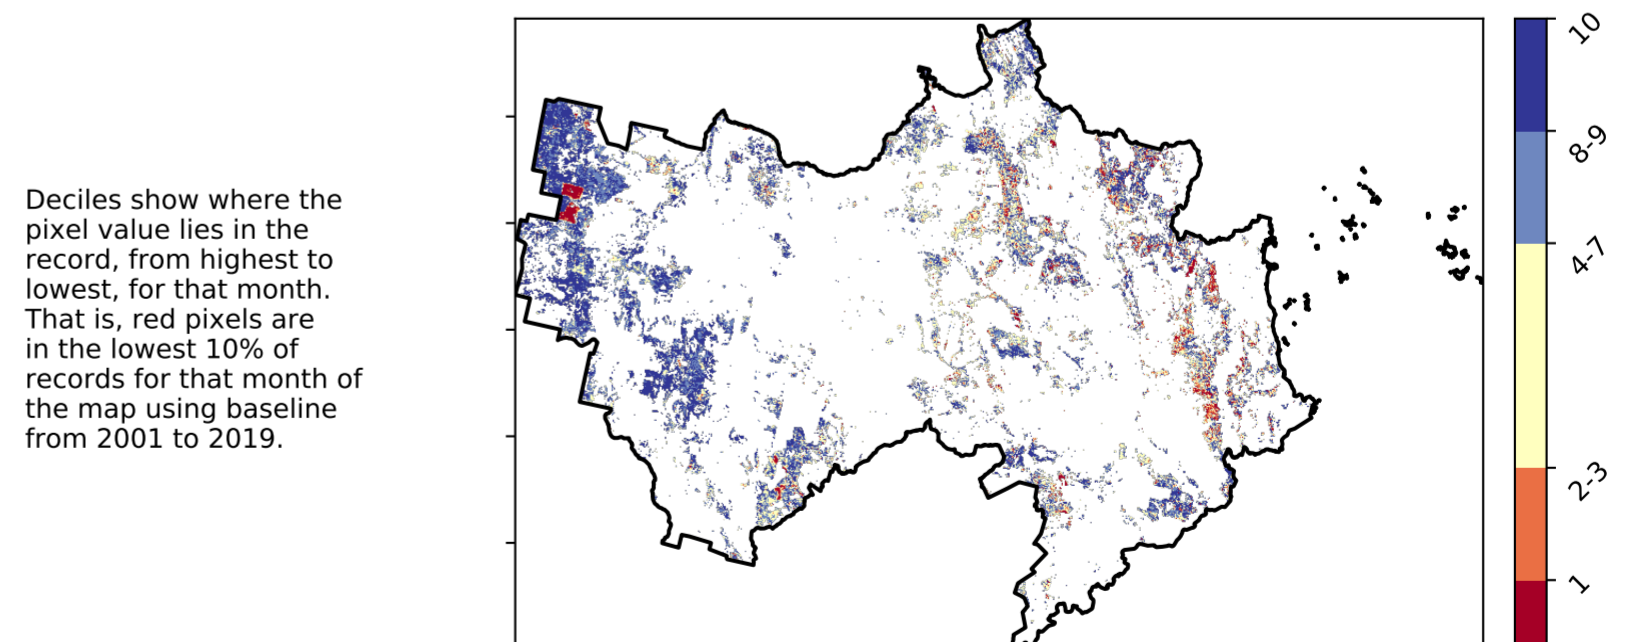 Deciles show where the
pixel value lies in the
record, from highest to
lowest, for that month.
That is, red pixels are
in the lowest 10% of
records for that month of
the map using baseline
from 2001 to 2019.
10
8-9
4-7
2-3
1